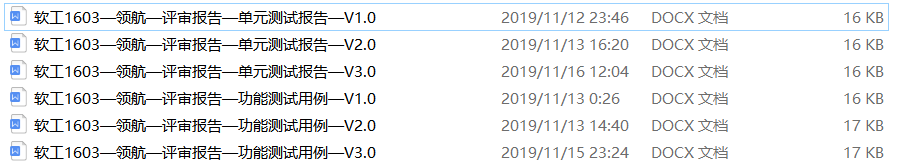 软工1603—领航—评审报告—单元测试报告—V1.0 2019/11/12 23:46 DOCX 文档 16 KB
软工1603—领航—评审报告—单元测试报告—V2.0 2019/11/13 16:20 DOCX 文档 16 KB
软工1603—领航—评审报告—单元测试报告—V3.0 2019/11/16 12:04 DOCX 文档 16 KB
软工1603—领航—评审报告—功能测试用例—V1.0 2019/11/13 0:26 DOCX 文档 16 KB
软工1603—领航—评审报告—功能测试用例—V2.0 2019/11/13 14:40 DOCX 文档 17 KB
软工1603—领航—评审报告—功能测试用例—V3.0 2019/11/15 23:24 DOCX 文档 17 KB